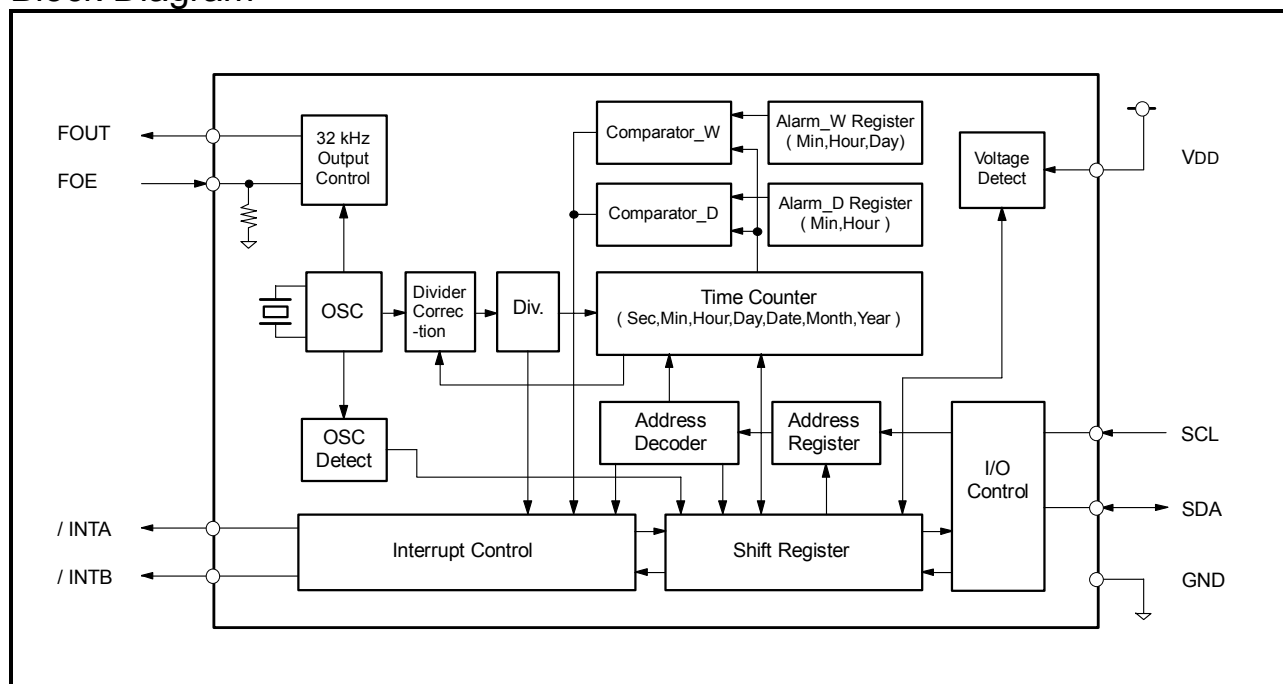 Block Diagram
FOUT
FOE
32 kHz
Output
Control
Comparator_W
Alarm_W Register
( Min,Hour,Day)
Voltage
Detect
VDD
Comparator_D
Alarm_D Register
( Min,Hour )
OSC
Divider
Correc
-tion
Div.
Time Counter
( Sec,Min,Hour,Day,Date,Month,Year )
OSC
Detect
Address
Decoder
Address
Register
I/O
Control
SCL
SDA
GND
/ INTA
/ INTB
Interrupt Control
Shift Register